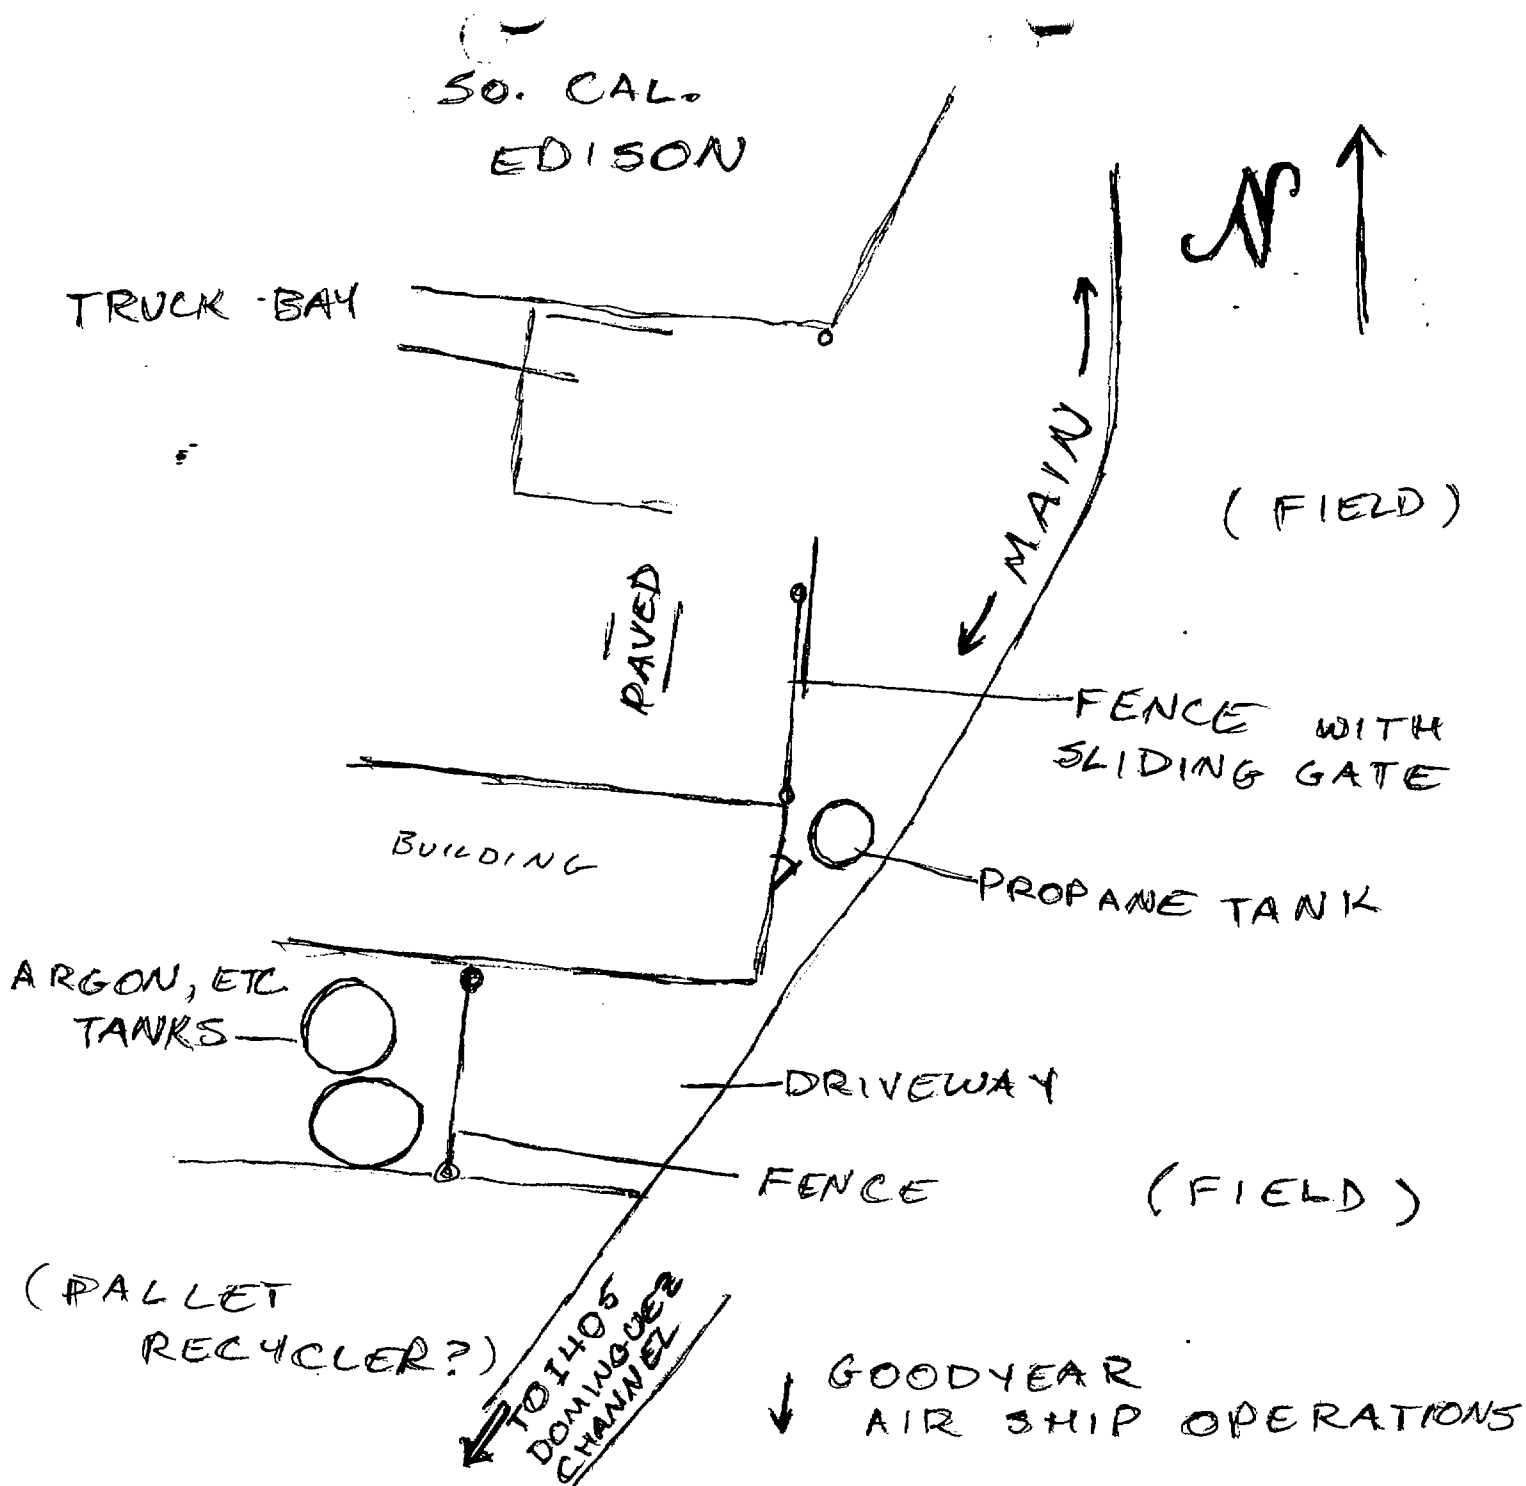 SO. CAL.
EDISON
N
TRUCK BAY
MAIN
(FIELD)
PAVED
FENCE WITH
SLIDING GATE
BUILDING
PROPANE TANK
ARGON, ETC.
TANKS
DRIVEWAY
FENCE
(FIELD)
(PALLET
RECYCLER?)
TO I405
DOMINGUEZ
CHANNEL
GOODYEAR
AIR SHIP OPERATIONS